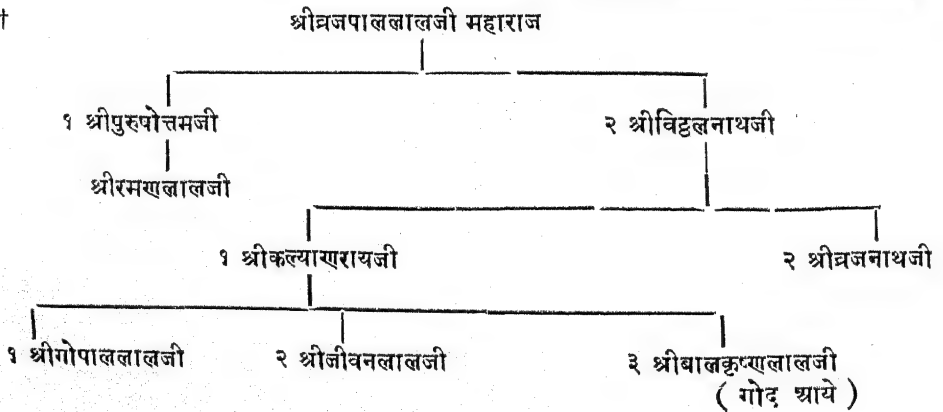 † श्रीव्रजपाललालजी महाराज
१ श्रीपुरुषोत्तमजी २ श्रीविट्ठलनाथजी
श्रीरमणलालजी
१ श्रीकल्याणरायजी २ श्रीव्रजनाथजी
१ श्रीगोपाललालजी २ श्रीजीवनलालजी ३ श्रीबालकृष्णलालजी
( गोद आये )